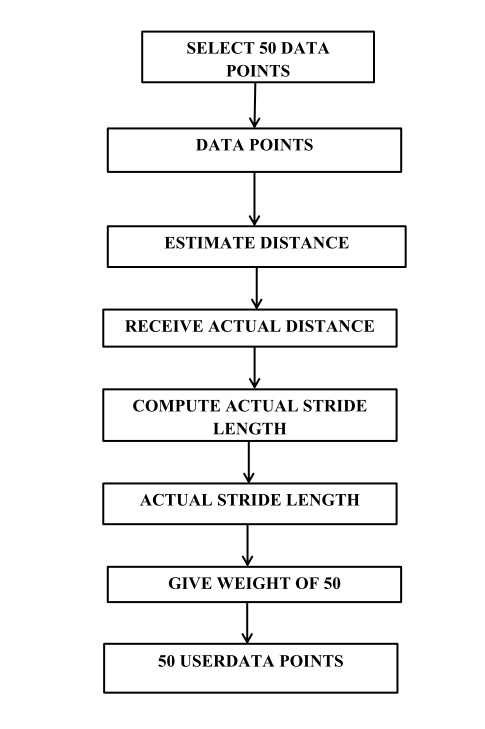 SELECT 50 DATA
POINTS
DATA POINTS
ESTIMATE DISTANCE
RECEIVE ACTUAL DISTANCE
COMPUTE ACTUAL STRIDE
LENGTH
ACTUAL STRIDE LENGTH
GIVE WEIGHT OF 50
50 USERDATA POINTS